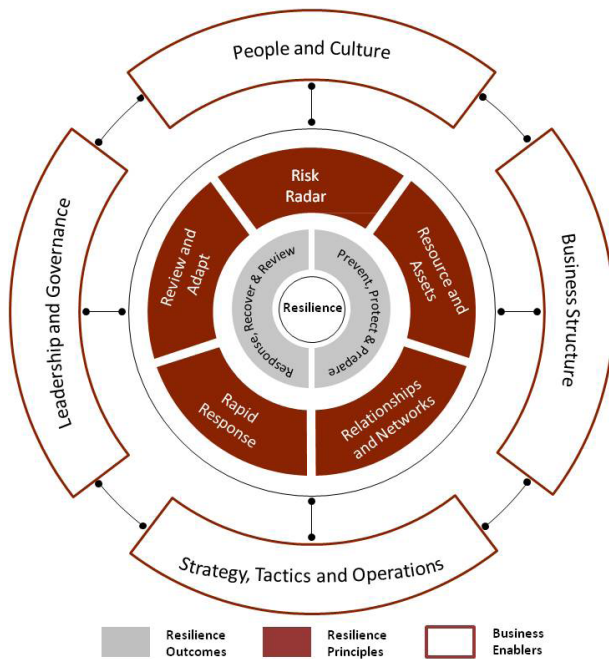 People and Culture
Leadership and Governance
Business Structure
Strategy, Tactics and Operations
Risk
Radar
Resource and
Assets
Relationships
and Networks
Rapid
Response
Review and
Adapt
Prevent, Protect & Prepare
Response, Recover & Review
Resilience
Resilience
Outcomes
Resilience
Principles
Business
Enablers